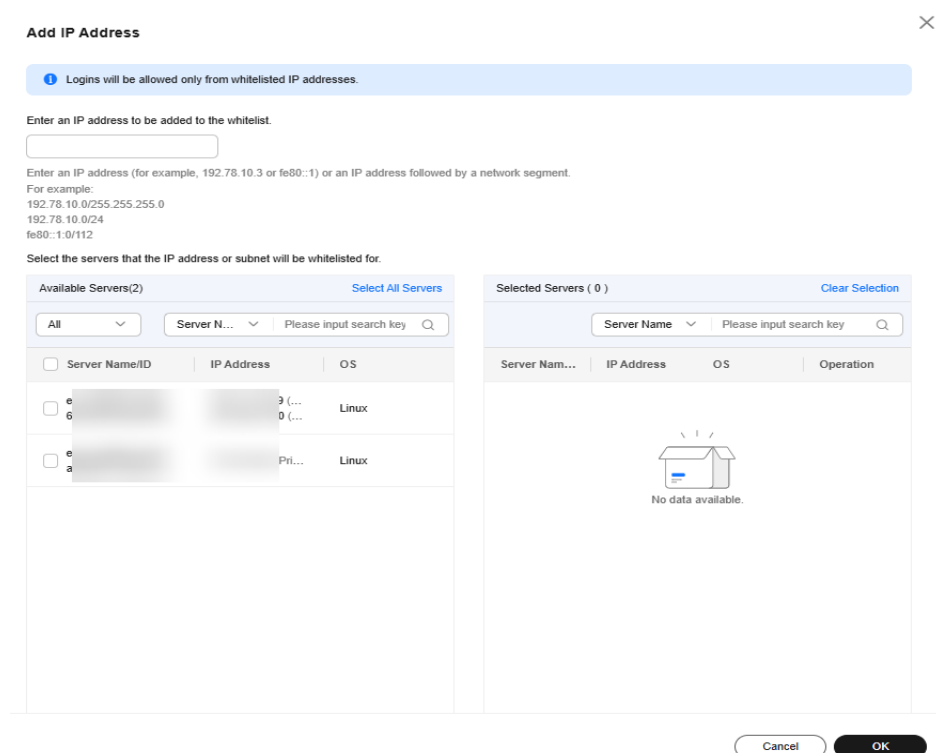 Add IP Address
Logins will be allowed only from whitelisted IP addresses.
Enter an IP address to be added to the whitelist.
Enter an IP address (for example, 192.78.10.3 or fe80::1) or an IP address followed by a network segment.
For example:
192.78.10.0/255.255.255.0
192.78.10.0/24
fe80::1:0/112
Select the servers that the IP address or subnet will be whitelisted for.
Available Servers(2) Select All Servers
All Server N... Please input search key
Server Name/ID IP Address OS
e 9 (... Linux
6 0 (...
e Pri... Linux
a
Selected Servers ( 0 ) Clear Selection
Server Name Please input search key
Server Nam... IP Address OS Operation
No data available.
Cancel OK